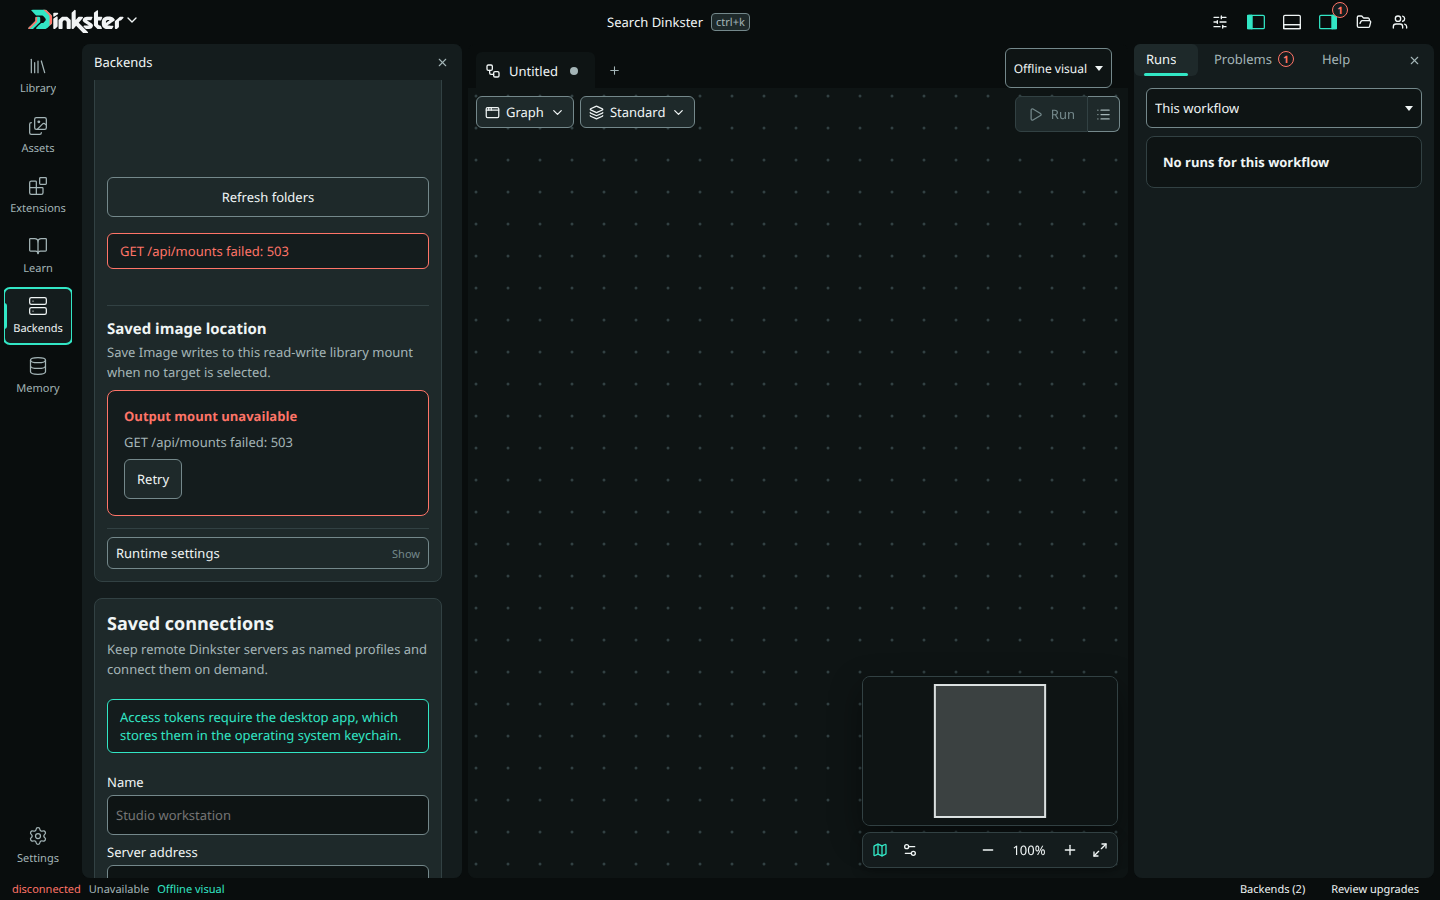 Dinkster
Search Dinkster ctrl+k
1
Library
Assets
Extensions
Learn
Backends
Memory
Settings
Backends
Refresh folders
GET /api/mounts failed: 503
Saved image location
Save Image writes to this read-write library mount
when no target is selected.
Output mount unavailable
GET /api/mounts failed: 503
Retry
Runtime settings Show
Saved connections
Keep remote Dinkster servers as named profiles and
connect them on demand.
Access tokens require the desktop app, which
stores them in the operating system keychain.
Name
Studio workstation
Server address
Untitled
Offline visual
Graph
Standard
Run
100%
Runs Problems 1 Help
This workflow
No runs for this workflow
disconnected Unavailable Offline visual
Backends (2) Review upgrades